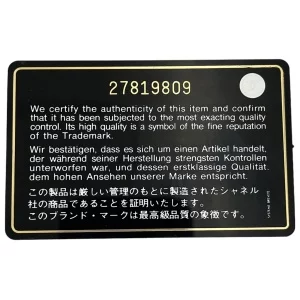 27819809
We certify the authenticity of this item and confirm
that it has been subjected to the most exacting quality
control. Its high quality is a symbol of the fine reputation
of the Trademark.
Wir bestätigen, dass es sich um einen Artikel handelt,
der während seiner Herstellung strengsten Kontrollen
unterworfen war, und dessen erstklassige Qualität
dem hohen Ansehen unserer Marke entspricht.
この製品は厳しい管理のもとに製造されたシャネル
社の商品であることを証明いたします。
このブランド・マークは最高級品質の象徴です。